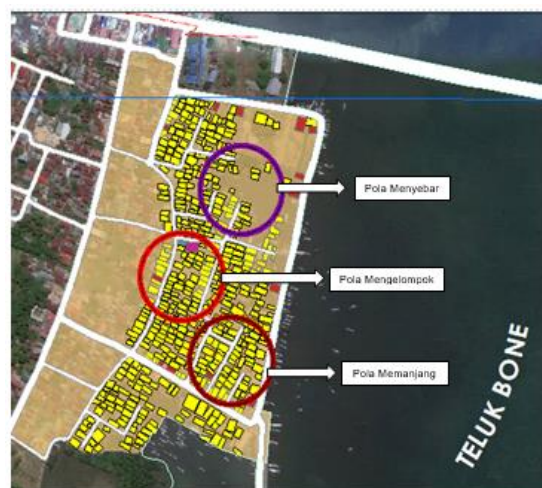 Pola Menyebar
Pola Mengelompok
Pola Memanjang
TELUK BONE